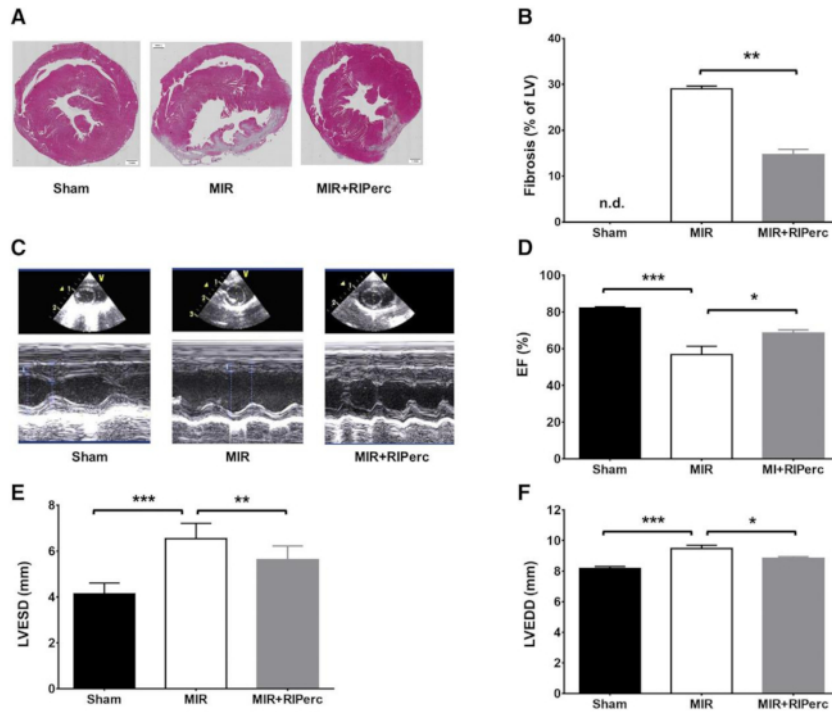 A
Sham
MIR
MIR+RIPerc
B
Fibrosis (% of LV)
40
30
20
10
0
**
n.d.
Sham
MIR
MIR+RIPerc
C
V
V
V
Sham
MIR
MIR+RIPerc
D
EF (%)
100
80
60
40
20
0
***
*
Sham
MIR
MI+RIPerc
E
LVESD (mm)
8
6
4
2
0
***
**
Sham
MIR
MIR+RIPerc
F
LVEDD (mm)
12
10
8
6
4
2
0
***
*
Sham
MIR
MIR+RIPerc